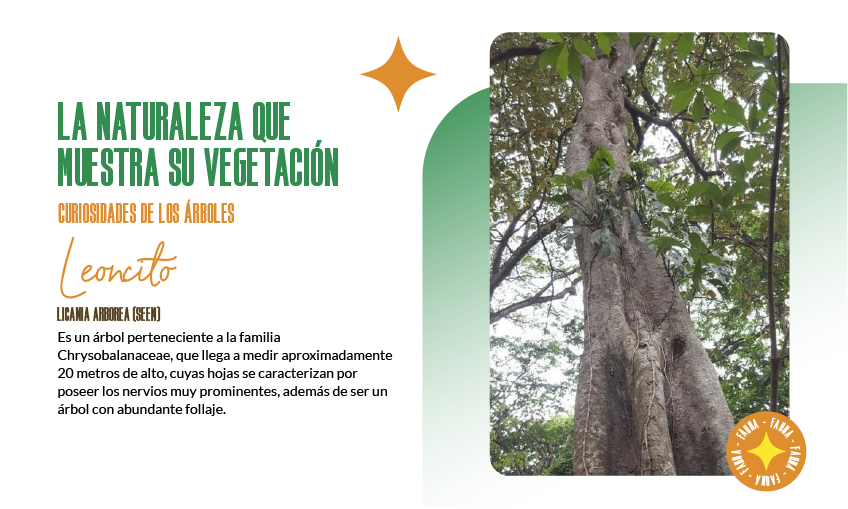 LA NATURALEZA QUE
MUESTRA SU VEGETACIÓN
CURIOSIDADES DE LOS ÁRBOLES
Leoncito
LICANIA ARBOREA (SEEN)
Es un árbol perteneciente a la familia
Chrysobalanaceae, que llega a medir aproximadamente
20 metros de alto, cuyas hojas se caracterizan por
poseer los nervios muy prominentes, además de ser un
árbol con abundante follaje.
FAUNA - FAUNA - FAUNA - FAUNA - FAUNA -